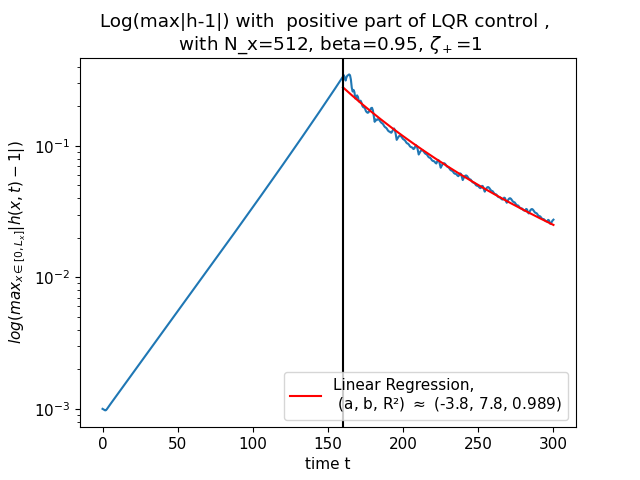 Log(max|h-1|) with  positive part of LQR control ,
with N_x=512, beta=0.95, ζ₊=1
log(max_{x∈[0,L_x]}|h(x,t)−1|)
10⁻¹
10⁻²
10⁻³
Linear Regression,
(a, b, R²) ≈ (-3.8, 7.8, 0.989)
0 50 100 150 200 250 300
time t